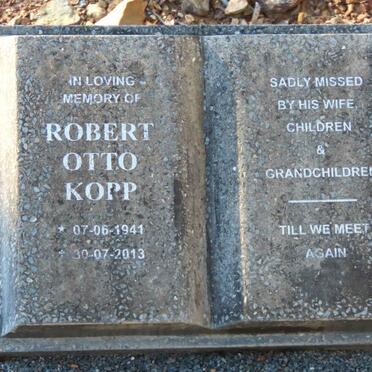 IN LOVING
MEMORY OF
ROBERT
OTTO
KOPP
* 07-06-1941
† 30-07-2013
SADLY MISSED
BY HIS WIFE
CHILDREN
&
GRANDCHILDREN
TILL WE MEET
AGAIN